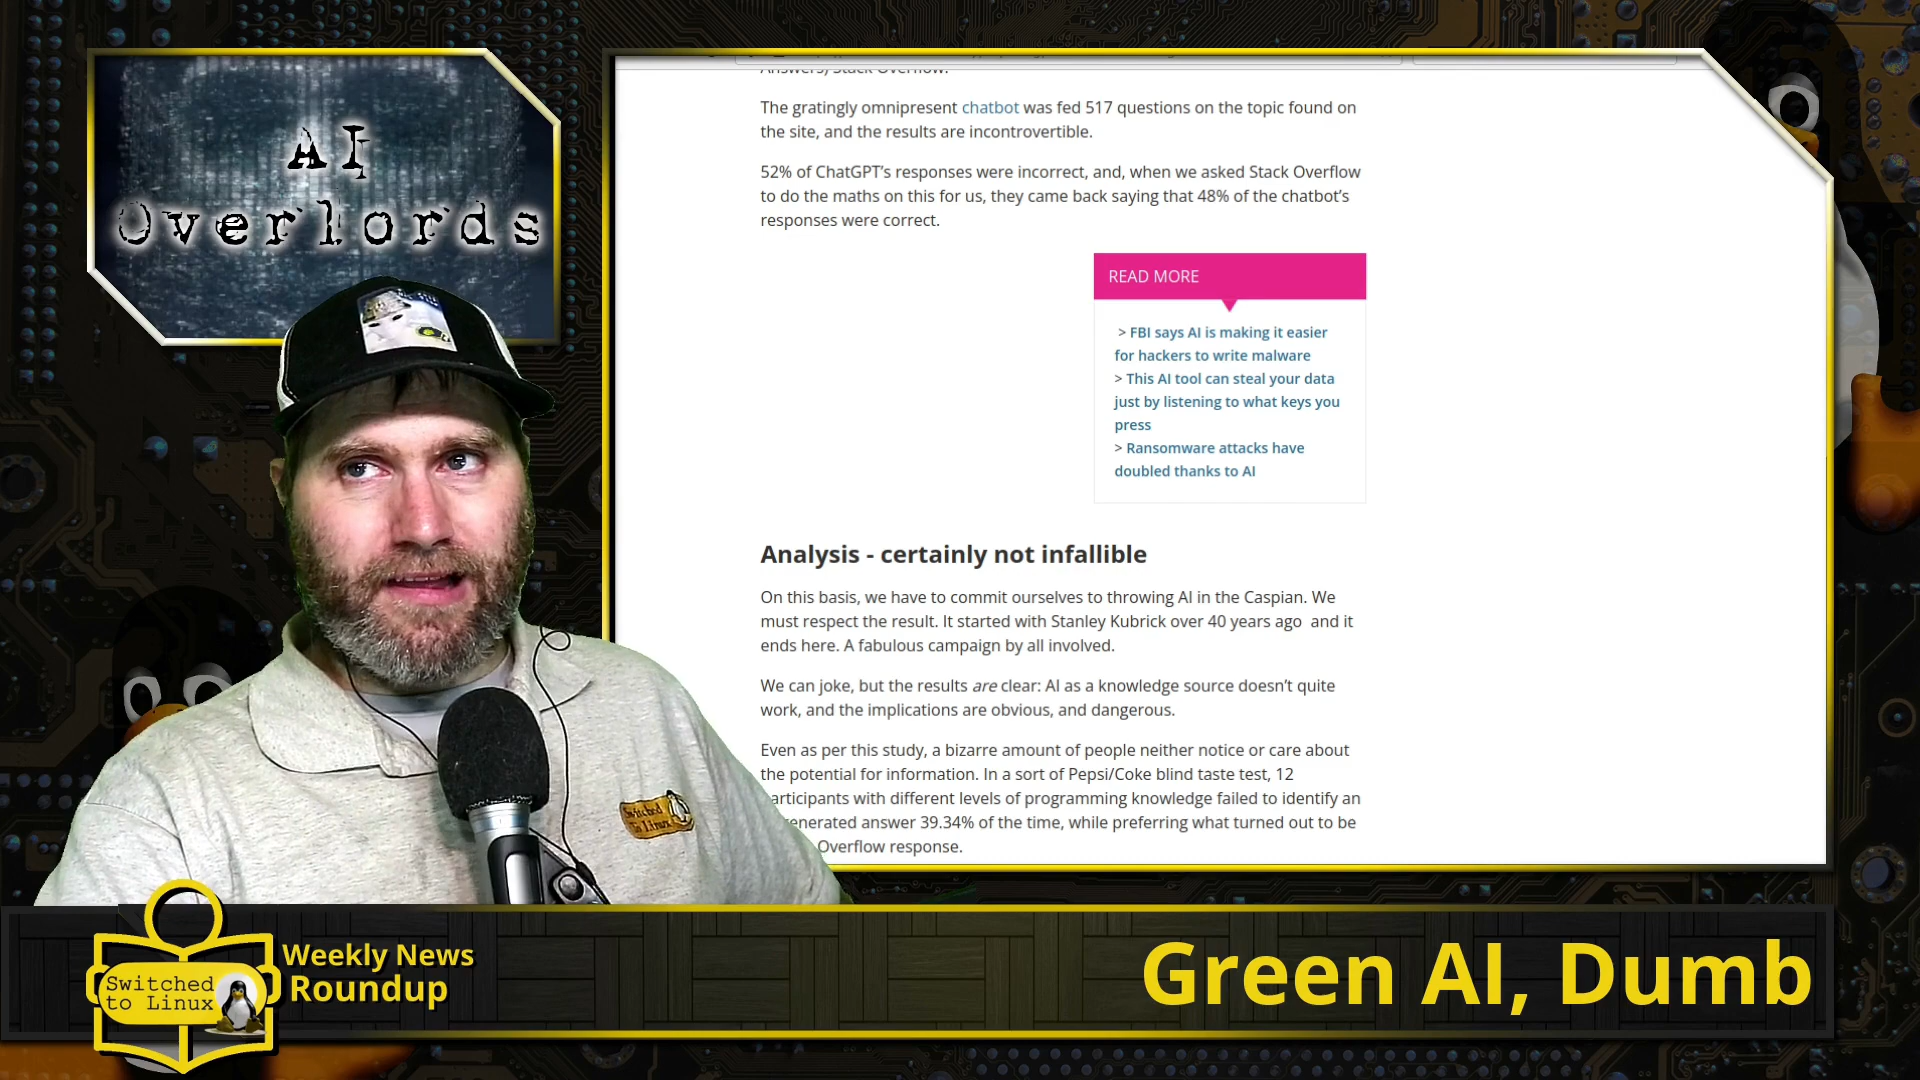 AI
Overlords
Answers, Stack Overflow.
The gratingly omnipresent chatbot was fed 517 questions on the topic found on
the site, and the results are incontrovertible.
52% of ChatGPT’s responses were incorrect, and, when we asked Stack Overflow
to do the maths on this for us, they came back saying that 48% of the chatbot’s
responses were correct.
READ MORE
> FBI says AI is making it easier
for hackers to write malware
> This AI tool can steal your data
just by listening to what keys you
press
> Ransomware attacks have
doubled thanks to AI
Analysis - certainly not infallible
On this basis, we have to commit ourselves to throwing AI in the Caspian. We
must respect the result. It started with Stanley Kubrick over 40 years ago and it
ends here. A fabulous campaign by all involved.
We can joke, but the results are clear: AI as a knowledge source doesn’t quite
work, and the implications are obvious, and dangerous.
Even as per this study, a bizarre amount of people neither notice or care about
the potential for information. In a sort of Pepsi/Coke blind taste test, 12
articipants with different levels of programming knowledge failed to identify an
enerated answer 39.34% of the time, while preferring what turned out to be
Overflow response.
Switched
To Linux
Switched
to Linux
Weekly News
Roundup
Green AI, Dumb